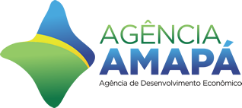 AGÊNCIA
AMAPÁ
Agência de Desenvolvimento Econômico